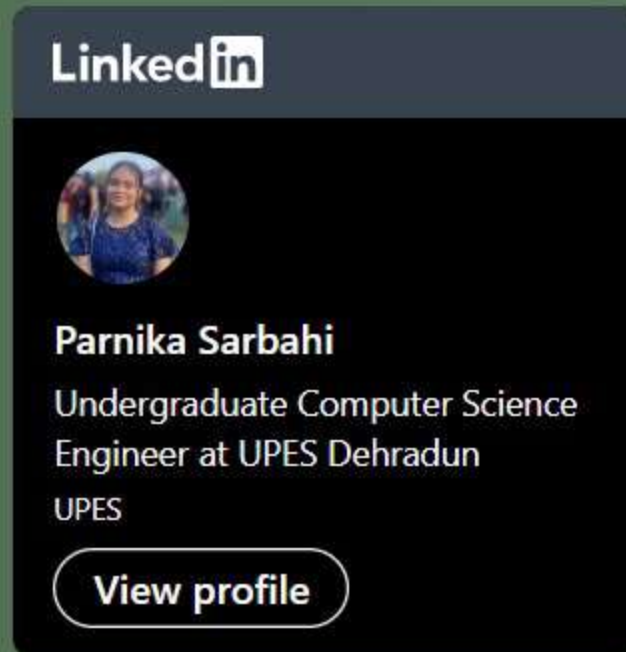 Linkedin
Parnika Sarbahi
Undergraduate Computer Science
Engineer at UPES Dehradun
UPES
View profile